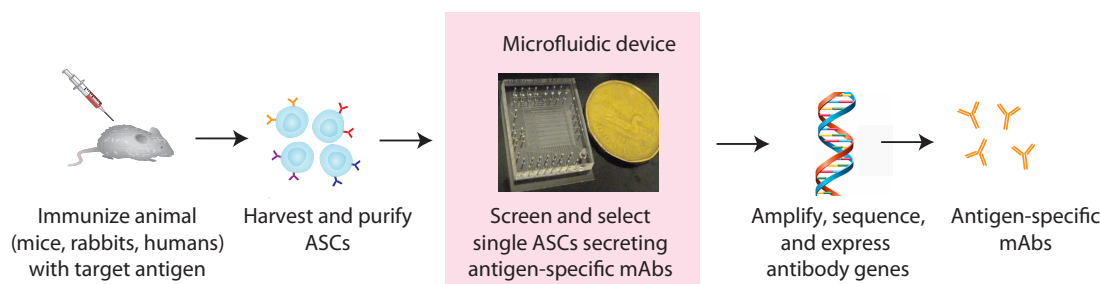 Microfluidic device
Immunize animal
(mice, rabbits, humans)
with target antigen
Harvest and purify
ASCs
Screen and select
single ASCs secreting
antigen-specific mAbs
Amplify, sequence,
and express
antibody genes
Antigen-specific
mAbs